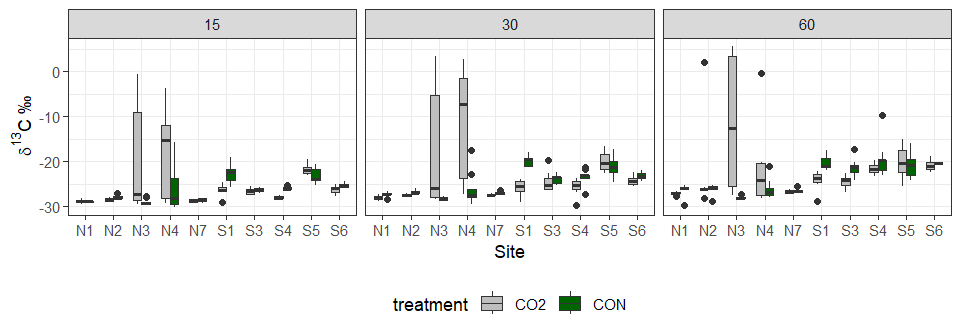 15 30 60
δ ¹³C ‰
0
-10
-20
-30
N1 N2 N3 N4 N7 S1 S3 S4 S5 S6 N1 N2 N3 N4 N7 S1 S3 S4 S5 S6 N1 N2 N3 N4 N7 S1 S3 S4 S5 S6
Site
treatment CO2 CON